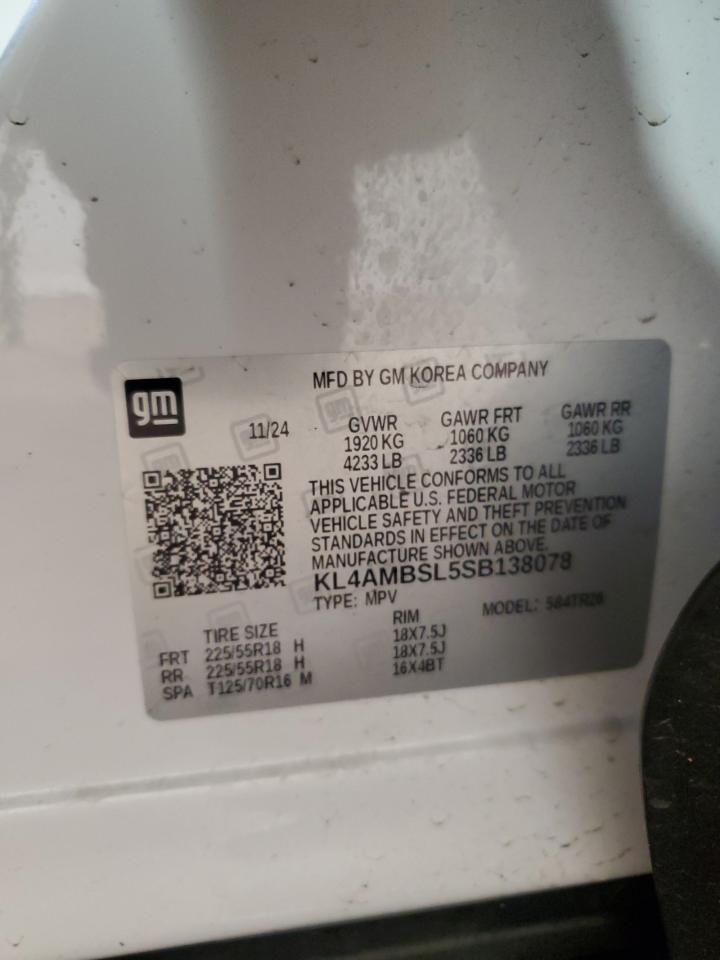 gm
MFD BY GM KOREA COMPANY
11/24
GVWR GAWR FRT GAWR RR
1920 KG 1060 KG 1060 KG
4233 LB 2336 LB 2336 LB
THIS VEHICLE CONFORMS TO ALL
APPLICABLE U.S. FEDERAL MOTOR
VEHICLE SAFETY AND THEFT PREVENTION
STANDARDS IN EFFECT ON THE DATE OF
MANUFACTURE SHOWN ABOVE.
KL4AMBSL5SB138078
TYPE: MPV MODEL: 584TR26
TIRE SIZE RIM
FRT 225/55R18 H 18X7.5J
RR 225/55R18 H 18X7.5J
SPA T125/70R16 M 16X4BT